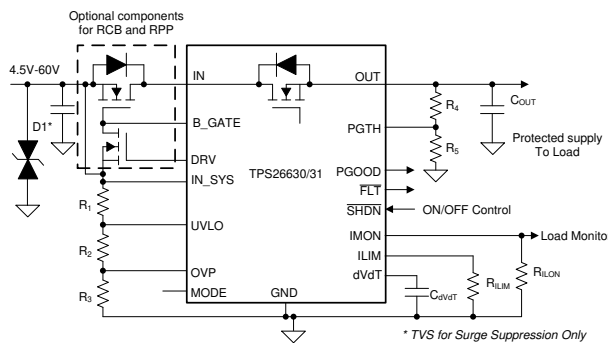 Optional components
for RCB and RPP
4.5V-60V
IN
OUT
R4
COUT
D1*
B_GATE
PGTH
R5
Protected supply
To Load
DRV
TPS26630/31
PGOOD
IN_SYS
FLT
R1
SHDN
ON/OFF Control
UVLO
IMON
Load Monito
R2
ILIM
RILON
OVP
dVdT
R3
MODE
GND
CdVdT
RILIM
* TVS for Surge Suppression Only